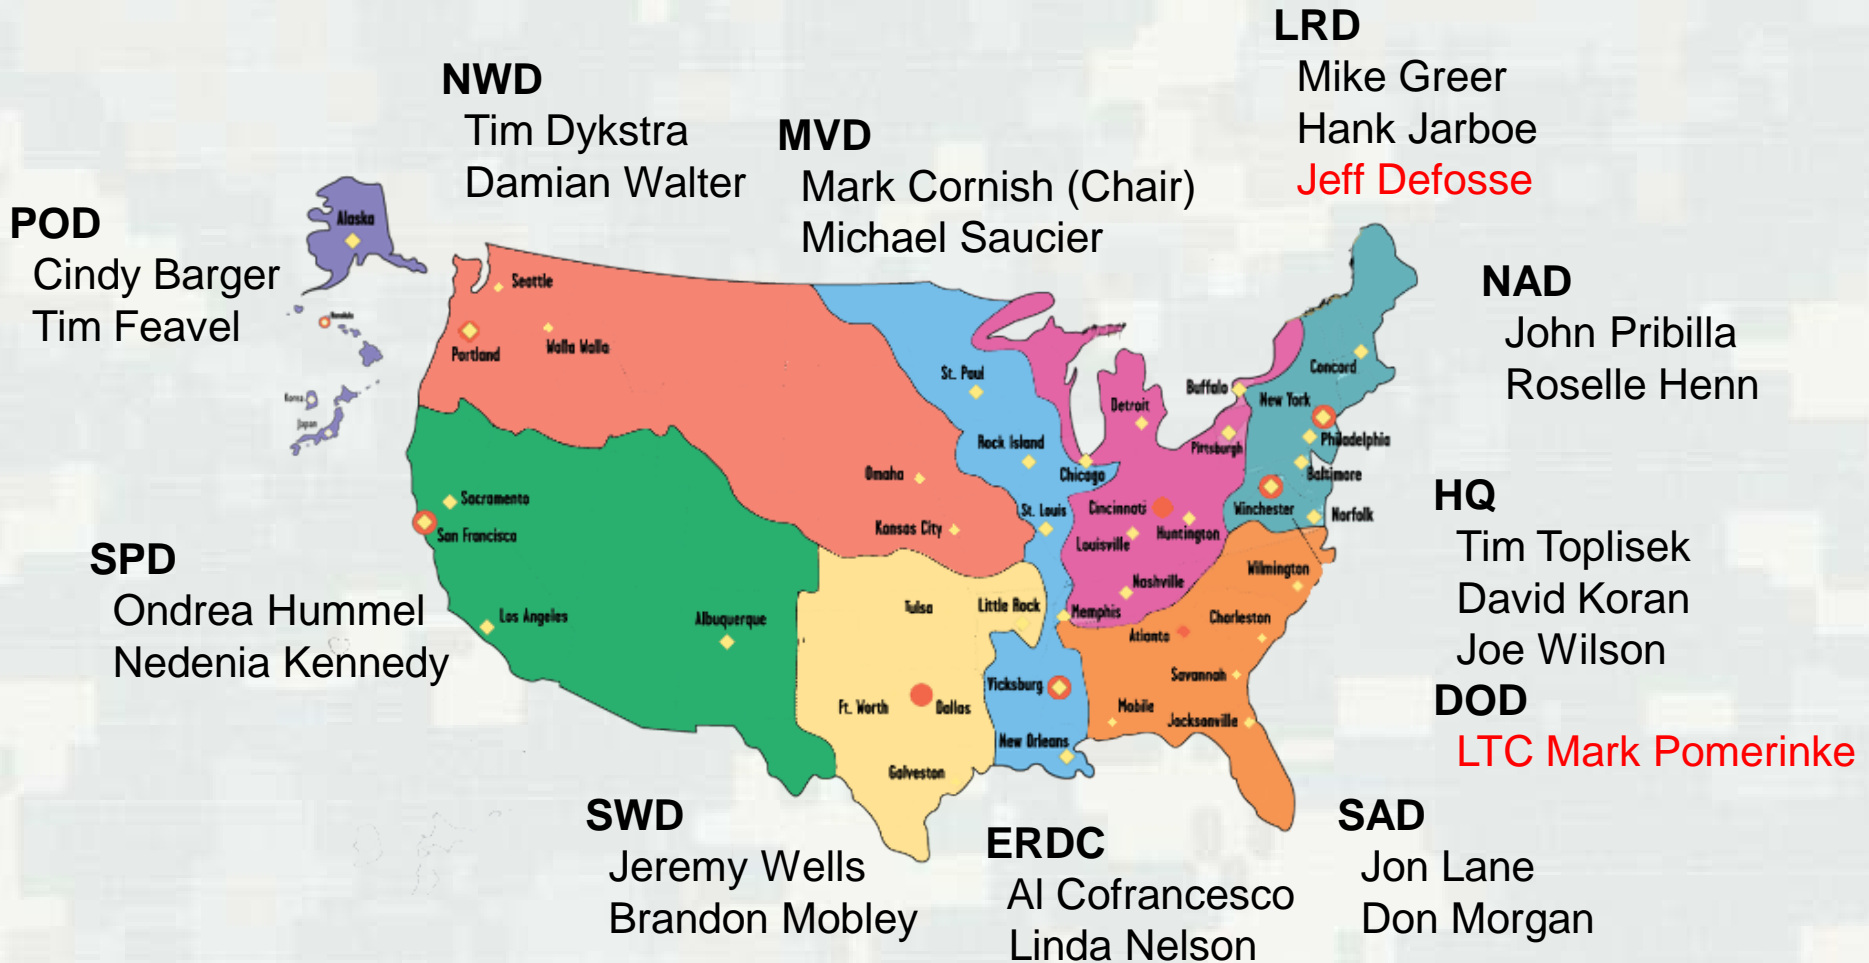 LRD
Mike Greer
Hank Jarboe
Jeff Defosse
NWD
Tim Dykstra
Damian Walter
MVD
Mark Cornish (Chair)
Michael Saucier
POD
Cindy Barger
Tim Feavel
NAD
John Pribilla
Roselle Henn
HQ
Tim Toplisek
David Koran
Joe Wilson
DOD
LTC Mark Pomerinke
SPD
Ondrea Hummel
Nedenia Kennedy
SWD
Jeremy Wells
Brandon Mobley
ERDC
Al Cofrancesco
Linda Nelson
SAD
Jon Lane
Don Morgan
Alaska
Honolulu
Korea
Japan
Seattle
Portland
Walla Walla
Omaha
Kansas City
Sacramento
San Francisco
Los Angeles
Albuquerque
Tulsa
Little Rock
Ft. Worth
Dallas
Galveston
St. Paul
Rock Island
Chicago
St. Louis
Memphis
Vicksburg
New Orleans
Detroit
Buffalo
Pittsburgh
Cincinnati
Louisville
Huntington
Nashville
Concord
New York
Philadelphia
Baltimore
Winchester
Norfolk
Wilmington
Charleston
Atlanta
Savannah
Mobile
Jacksonville